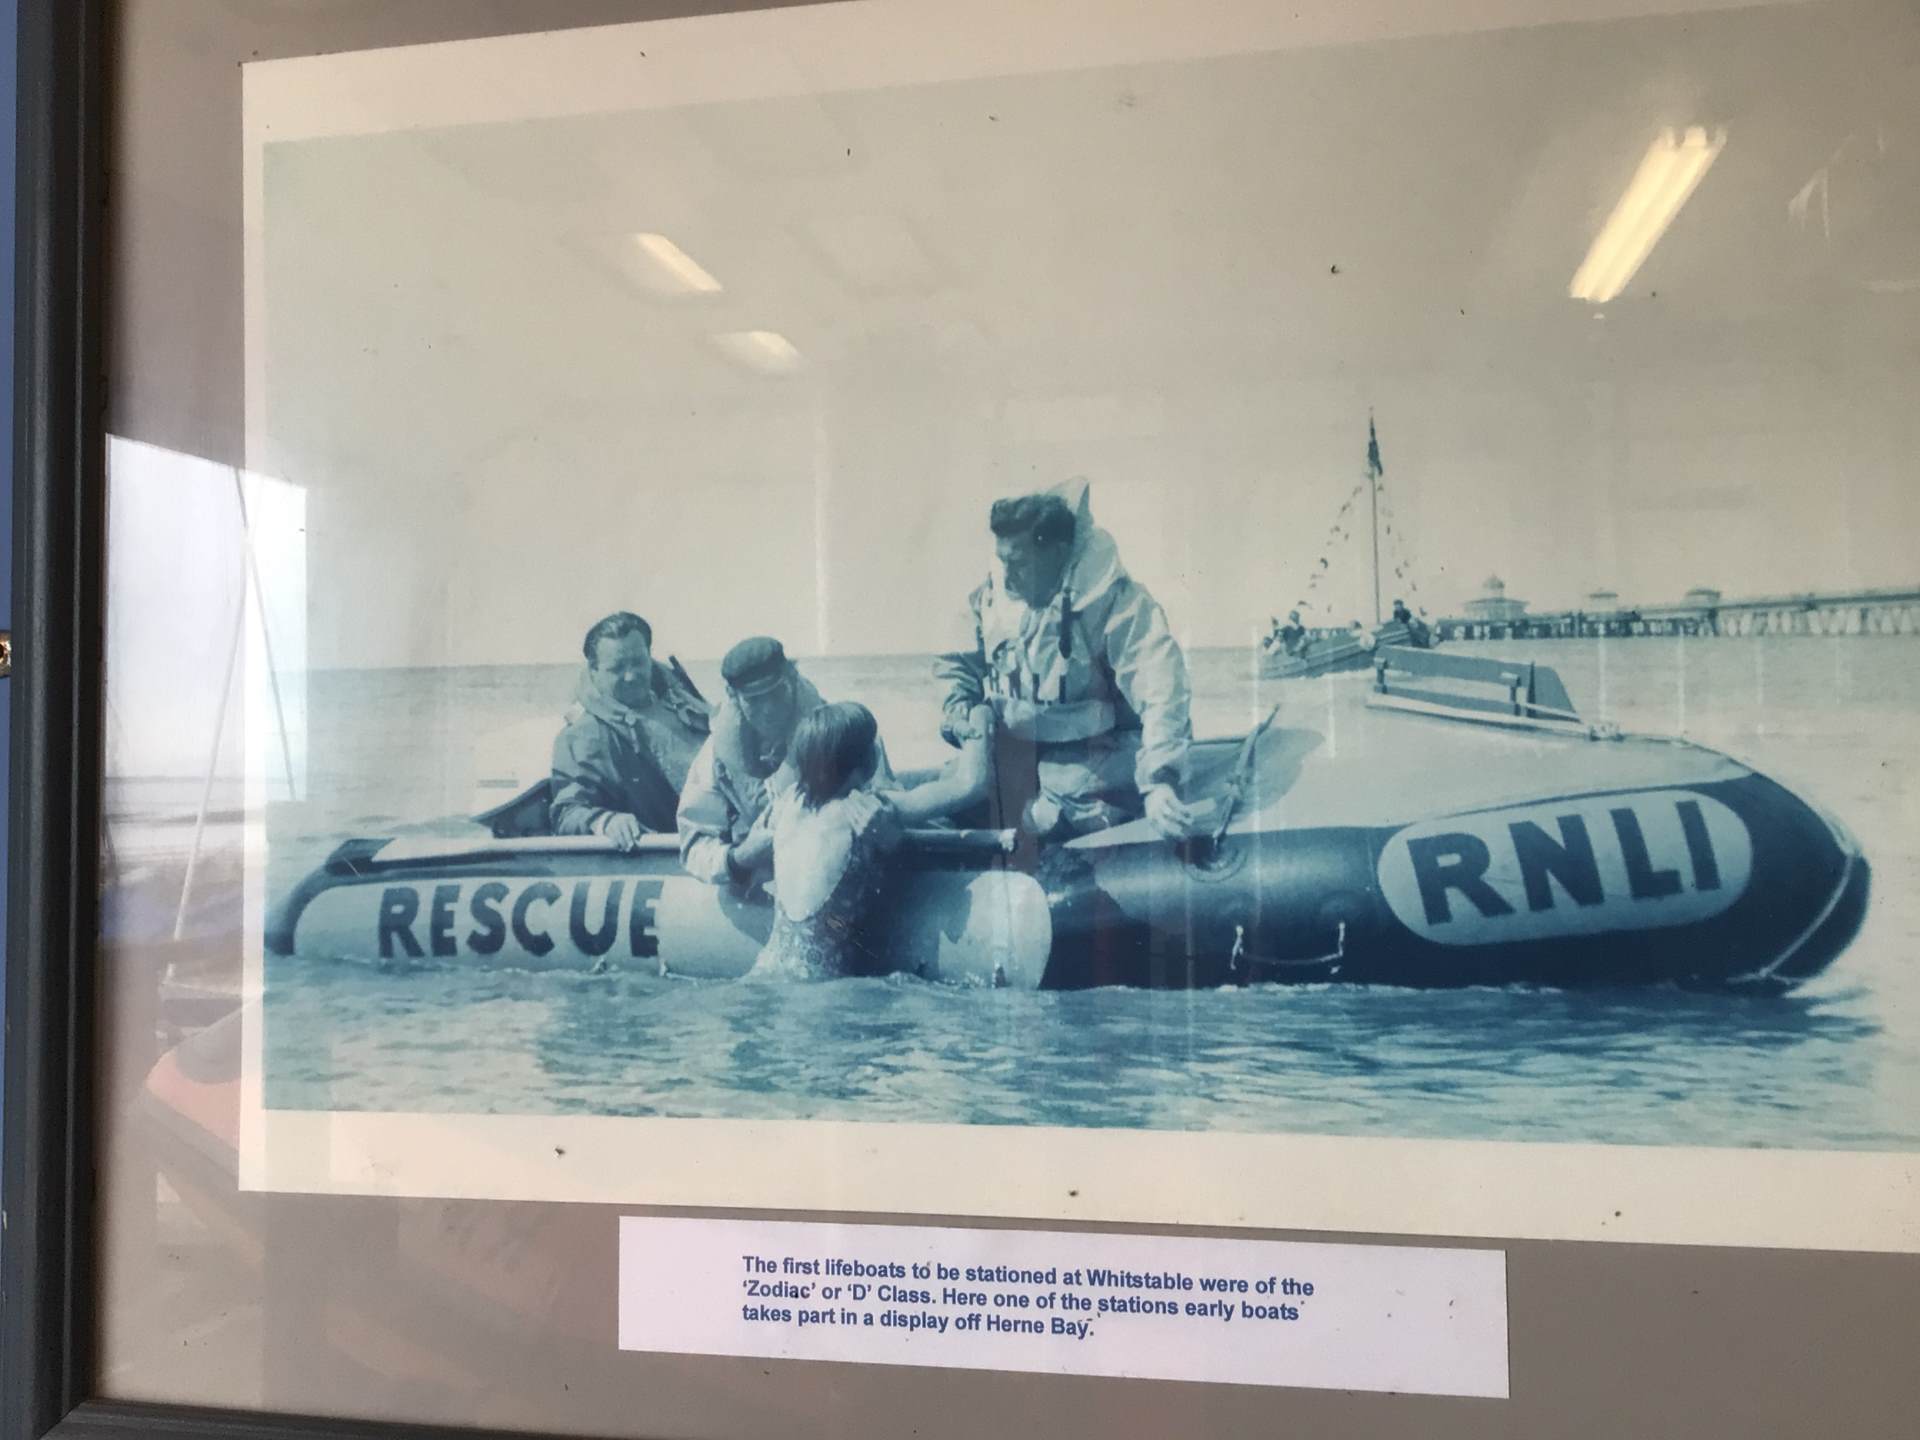 RESCUE
RNLI
The first lifeboats to be stationed at Whitstable were of the
‘Zodiac’ or ‘D’ Class. Here one of the stations early boats
takes part in a display off Herne Bay.